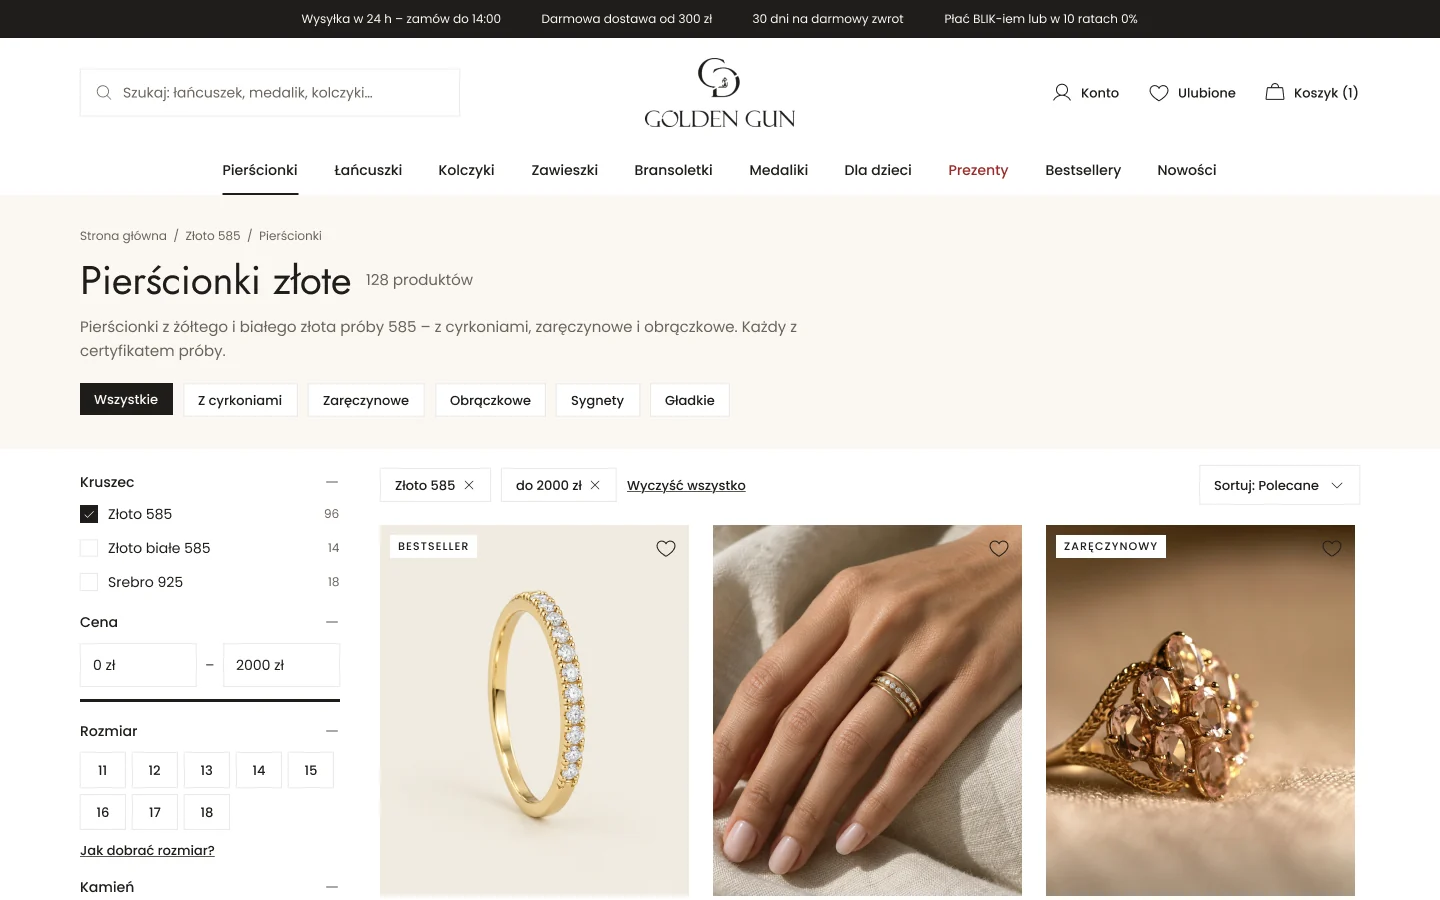 Wysyłka w 24 h – zamów do 14:00
Darmowa dostawa od 300 zł
30 dni na darmowy zwrot
Płać BLIK-iem lub w 10 ratach 0%
Szukaj: łańcuszek, medalik, kolczyki...
GOLDEN GUN
Konto
Ulubione
Koszyk (1)
Pierścionki
Łańcuszki
Kolczyki
Zawieszki
Bransoletki
Medaliki
Dla dzieci
Prezenty
Bestsellery
Nowości
Strona główna / Złoto 585 / Pierścionki
Pierścionki złote
128 produktów
Pierścionki z żółtego i białego złota próby 585 – z cyrkoniami, zaręczynowe i obrączkowe. Każdy z
certyfikatem próby.
Wszystkie
Z cyrkoniami
Zaręczynowe
Obrączkowe
Sygnety
Gładkie
Kruszec
Złoto 585
96
Złoto białe 585
14
Srebro 925
18
Cena
0 zł – 2000 zł
Rozmiar
11 12 13 14 15
16 17 18
Jak dobrać rozmiar?
Kamień
Złoto 585
do 2000 zł
Wyczyść wszystko
Sortuj: Polecane
BESTSELLER
ZARĘCZYNOWY